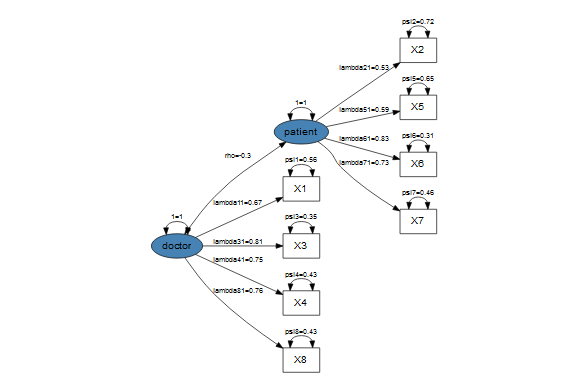 psi2=0.72
X2
lambda21=0.53
psi5=0.65
X5
lambda51=0.59
1=1
patient
lambda61=0.83
psi6=0.31
X6
lambda71=0.73
rho=-0.3
psi1=0.56
X1
psi7=0.46
X7
lambda11=0.67
1=1
doctor
psi3=0.35
X3
lambda31=0.81
lambda41=0.75
psi4=0.43
X4
lambda81=0.76
psi8=0.43
X8